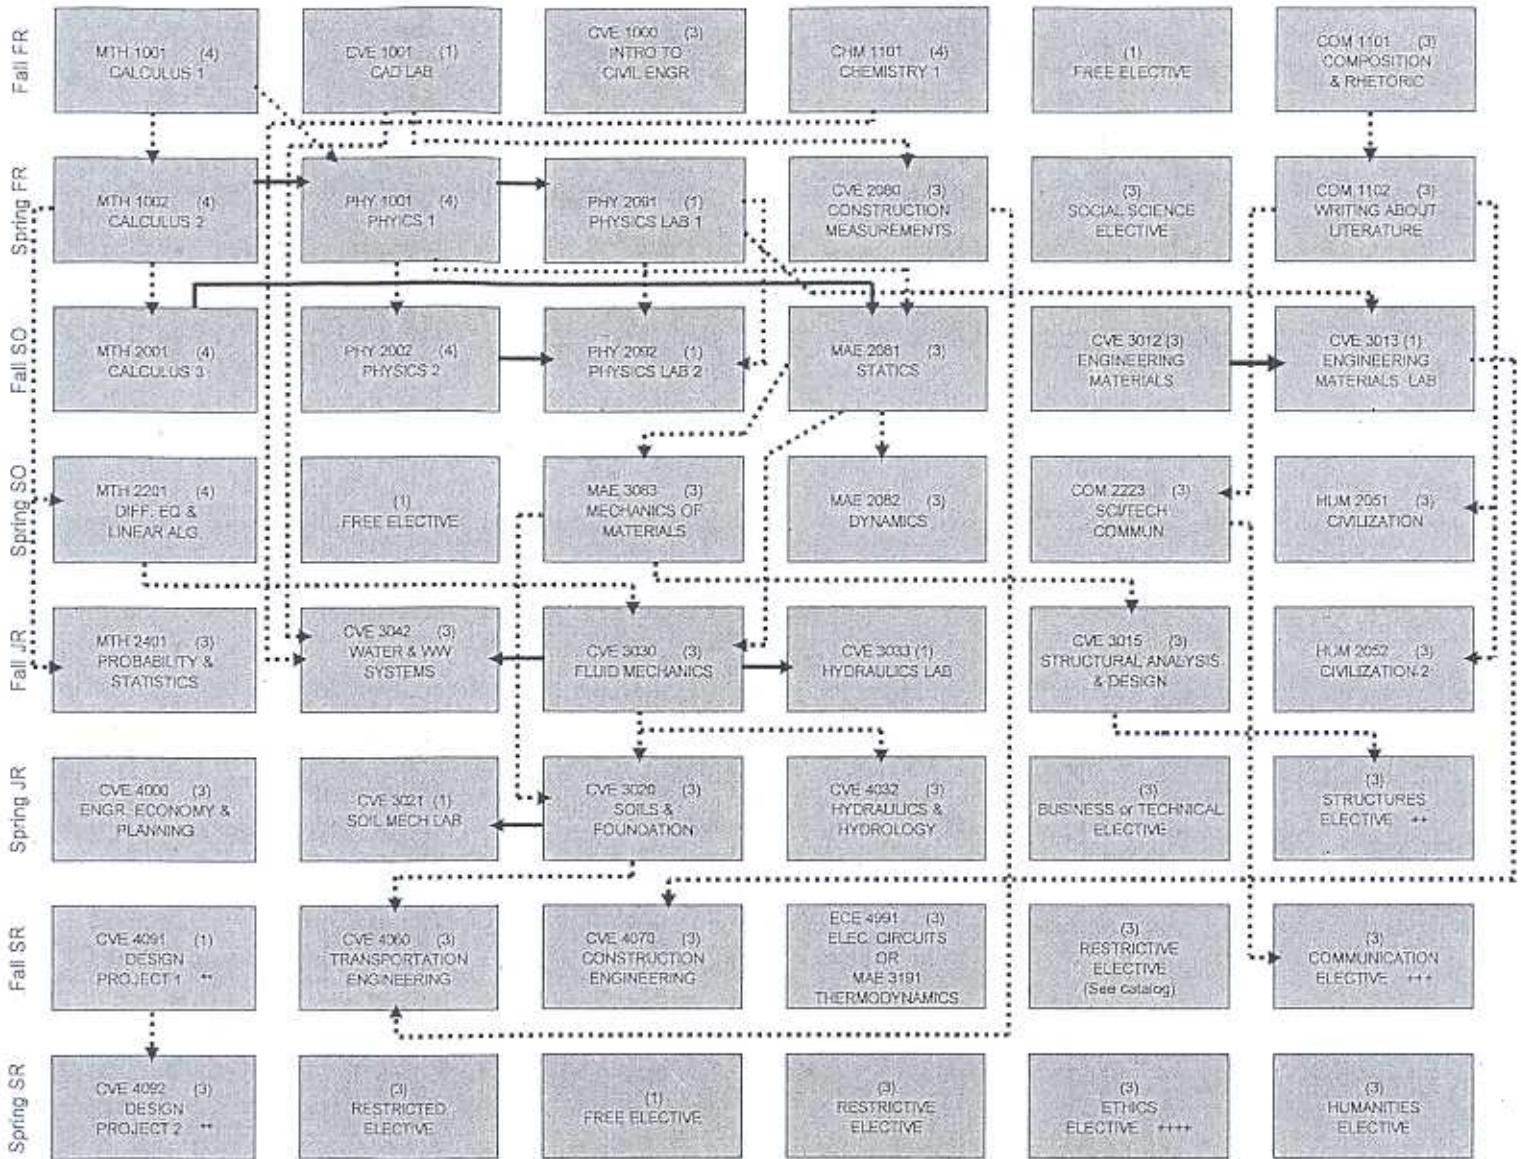 Fall FR
MTH 1001 (4)
CALCULUS 1
CVE 1001 (1)
CAD LAB
CVE 1000 (3)
INTRO TO
CIVIL ENGR
CHM 1101 (4)
CHEMISTRY 1
(1)
FREE ELECTIVE
COM 1101 (3)
COMPOSITION
& RHETORIC
Spring FR
MTH 1002 (4)
CALCULUS 2
PHY 1001 (4)
PHYICS 1
PHY 2091 (1)
PHYSICS LAB 1
CVE 2080 (3)
CONSTRUCTION
MEASUREMENTS
(3)
SOCIAL SCIENCE
ELECTIVE
COM 1102 (3)
WRITING ABOUT
LITERATURE
Fall SO
MTH 2001 (4)
CALCULUS 3
PHY 2002 (4)
PHYSICS 2
PHY 2092 (1)
PHYSICS LAB 2
MAE 2081 (3)
STATICS
CVE 3012 (3)
ENGINEERING
MATERIALS
CVE 3013 (1)
ENGINEERING
MATERIALS LAB
Spring SO
MTH 2201 (4)
DIFF. EQ &
LINEAR ALG
(1)
FREE ELECTIVE
MAE 3083 (3)
MECHANICS OF
MATERIALS
MAE 2082 (3)
DYNAMICS
COM 2223 (3)
SCI/TECH
COMMUN
HUM 2051 (3)
CIVILIZATION
Fall JR
MTH 2401 (3)
PROBABILITY &
STATISTICS
CVE 3042 (3)
WATER & WW
SYSTEMS
CVE 3030 (3)
FLUID MECHANICS
CVE 3033 (1)
HYDRAULICS LAB
CVE 3015 (3)
STRUCTURAL ANALYSIS
& DESIGN
HUM 2052 (3)
CIVILIZATION 2
Spring JR
CVE 4000 (3)
ENGR. ECONOMY &
PLANNING
CVE 3021 (1)
SOIL MECH LAB
CVE 3020 (3)
SOILS &
FOUNDATION
CVE 4032 (3)
HYDRAULICS &
HYDROLOGY
(3)
BUSINESS or TECHNICAL
ELECTIVE
(3)
STRUCTURES
ELECTIVE ++
Fall SR
CVE 4091 (1)
DESIGN
PROJECT 1 **
CVE 4060 (3)
TRANSPORTATION
ENGINEERING
CVE 4070 (3)
CONSTRUCTION
ENGINEERING
ECE 4991 (3)
ELEC. CIRCUITS
OR
MAE 3191
THERMODYNAMICS
(3)
RESTRICTIVE
ELECTIVE
(See catalog)
(3)
COMMUNICATION
ELECTIVE +++
Spring SR
CVE 4092 (3)
DESIGN
PROJECT 2 **
(3)
RESTRICTED
ELECTIVE
(1)
FREE ELECTIVE
(3)
RESTRICTIVE
ELECTIVE
(3)
ETHICS
ELECTIVE ++++
(3)
HUMANITIES
ELECTIVE